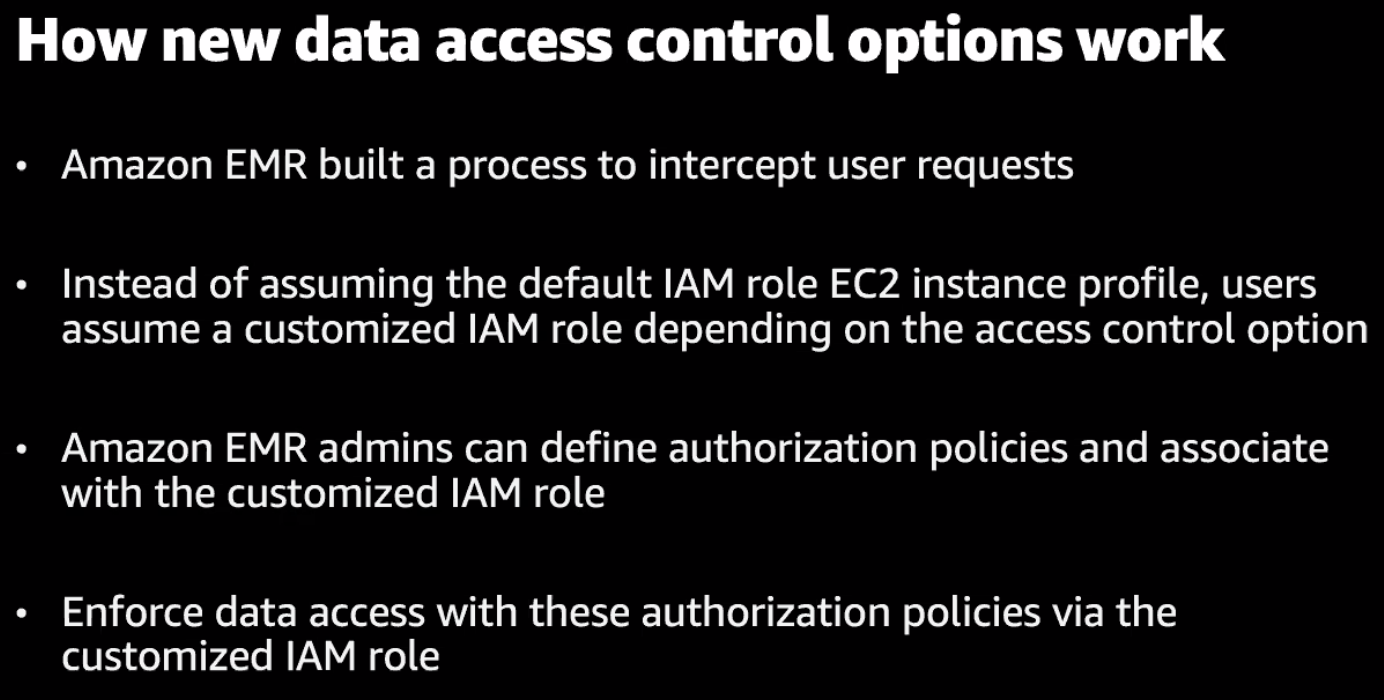 How new data access control options work
• Amazon EMR built a process to intercept user requests
• Instead of assuming the default IAM role EC2 instance profile, users
assume a customized IAM role depending on the access control option
• Amazon EMR admins can define authorization policies and associate
with the customized IAM role
• Enforce data access with these authorization policies via the
customized IAM role